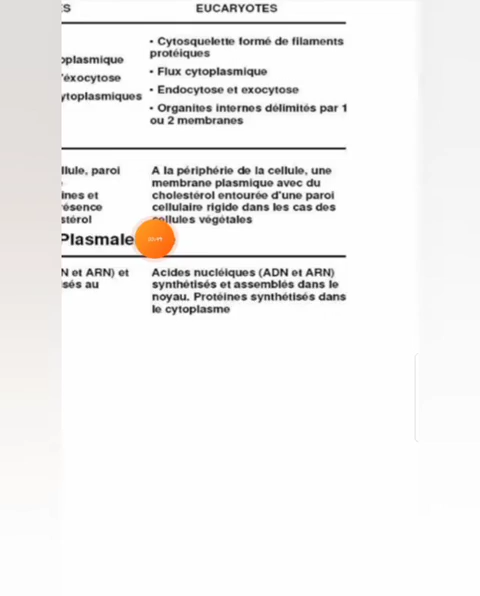 ES EUCARYOTES
• Cytosquelette formé de filaments
protéiques
oplasmique
• Flux cytoplasmique
'éxocytose
• Endocytose et exocytose
ytoplasmiques
• Organites internes délimités par 1
ou 2 membranes
llule, paroi
A la périphérie de la cellule, une
membrane plasmique avec du
ines et
cholestérol entourée d'une paroi
résence
cellulaire rigide dans les cas des
stérol
cellules végétales
Plasmale
N et ARN) et
Acides nucléiques (ADN et ARN)
isés au
synthétisés et assemblés dans le
noyau. Protéines synthétisés dans
le cytoplasme